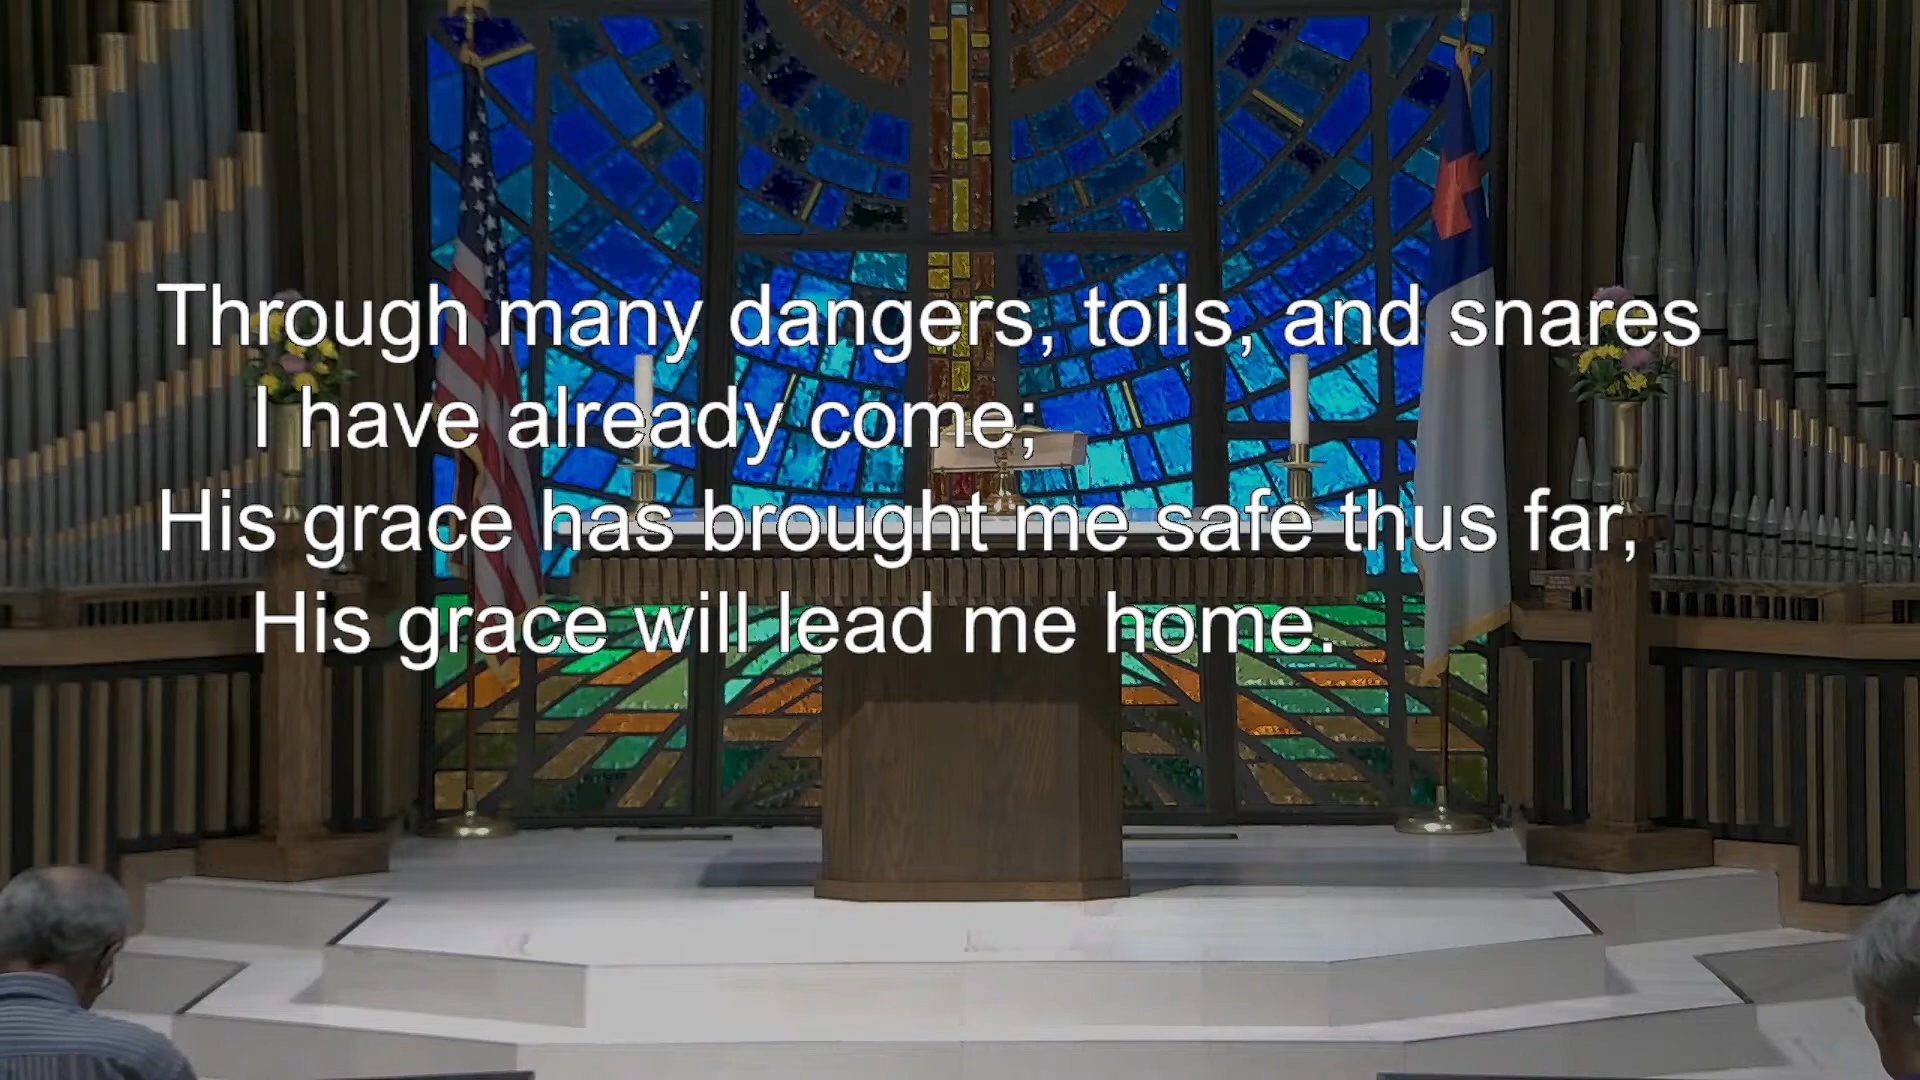 Through many dangers, toils, and snares
I have already come;
His grace has brought me safe thus far,
His grace will lead me home.